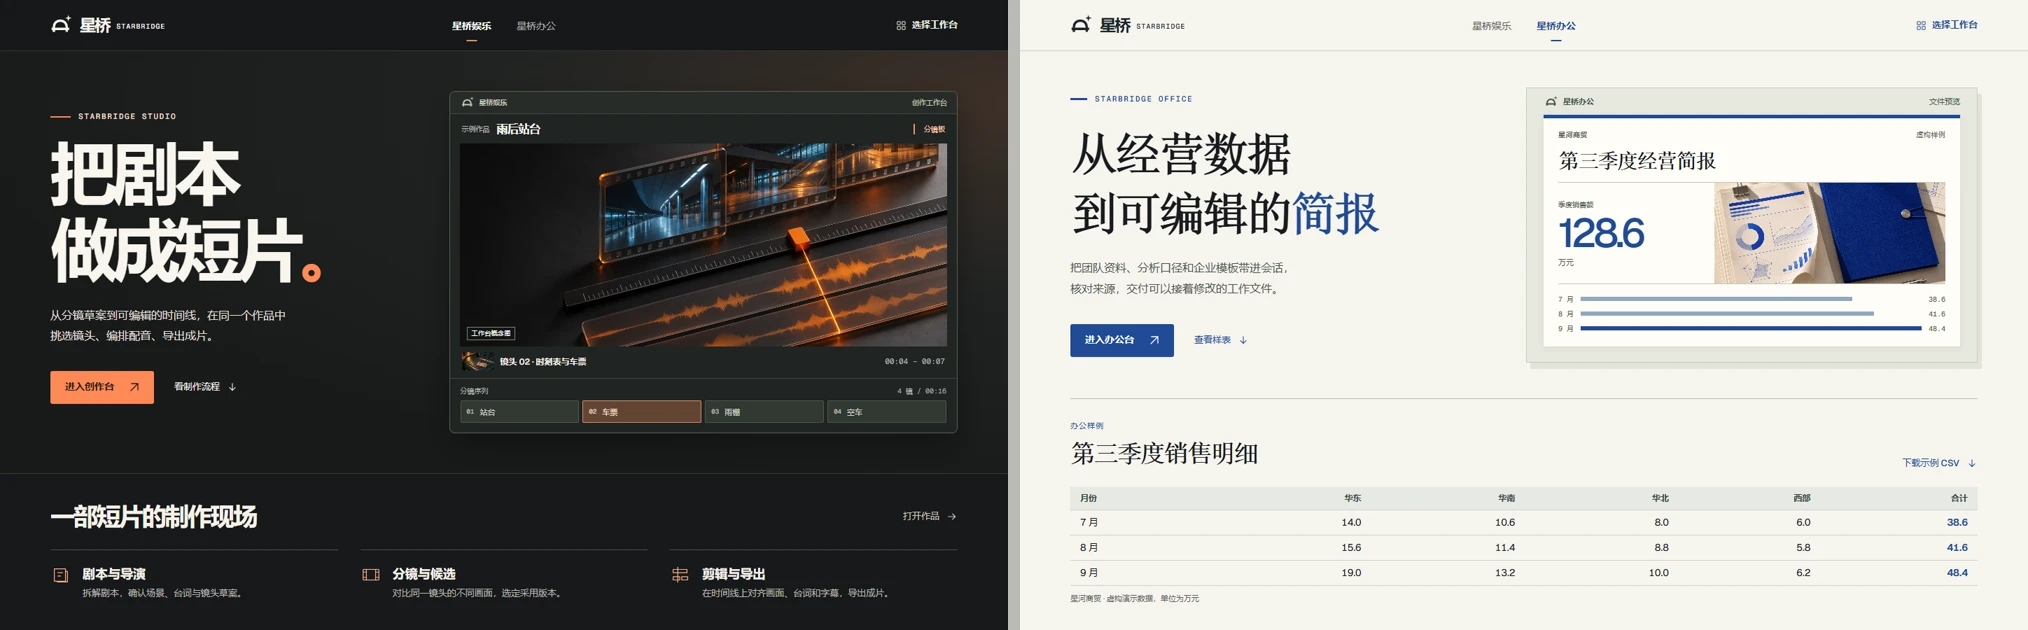 星桥 STARBRIDGE
星桥娱乐
星桥办公
选择工作台
STARBRIDGE STUDIO
把剧本
做成短片。
从分镜草案到可编辑的时间线，在同一个作品中
挑选镜头、编排配音、导出成片。
进入创作台
看制作流程
星桥娱乐
创作工作台
示例作品 雨后站台
分镜板
工作台概念图
镜头 02 · 时刻表与车票
00:04 – 00:07
分镜序列
4 镜 / 00:16
01 站台
02 车票
03 雨棚
04 空车
一部短片的制作现场
打开作品
剧本与导演
拆解剧本，确认场景、台词与镜头草案。
分镜与候选
对比同一镜头的不同画面，选定采用版本。
剪辑与导出
在时间线上对齐画面、台词和字幕，导出成片。
星桥 STARBRIDGE
星桥娱乐
星桥办公
选择工作台
STARBRIDGE OFFICE
从经营数据
到可编辑的简报
把团队资料、分析口径和企业模板带进会话，
核对来源，交付可以接着修改的工作文件。
进入办公台
查看样表
星桥办公
文件预览
星河商贸
虚构样例
第三季度经营简报
季度销售额
128.6
万元
7 月 38.6
8 月 41.6
9 月 48.4
办公样例
第三季度销售明细
下载示例 CSV
月份 华东 华南 华北 西部 合计
7 月 14.0 10.6 8.0 6.0 38.6
8 月 15.6 11.4 8.8 5.8 41.6
9 月 19.0 13.2 10.0 6.2 48.4
星河商贸 · 虚构演示数据，单位为万元